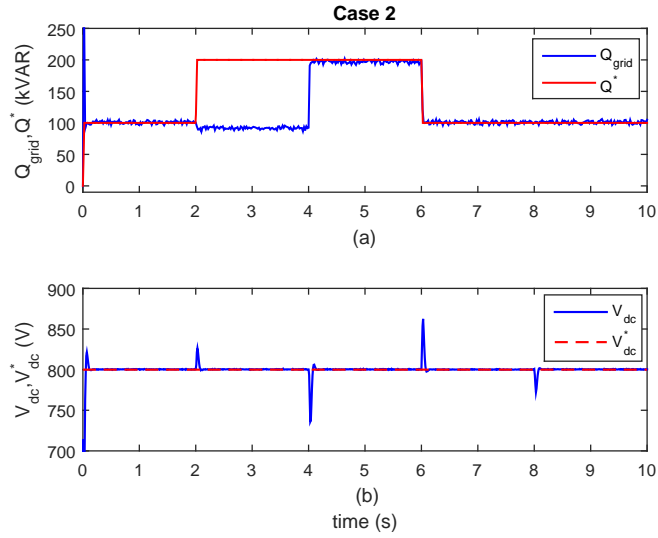 Case 2
250
200
150
100
50
0
Q_grid,Q^* (kVAR)
Q_grid
Q^*
0 1 2 3 4 5 6 7 8 9 10
(a)
900
850
800
750
700
V_dc,V_dc^* (V)
V_dc
V_dc^*
0 1 2 3 4 5 6 7 8 9 10
(b)
time (s)